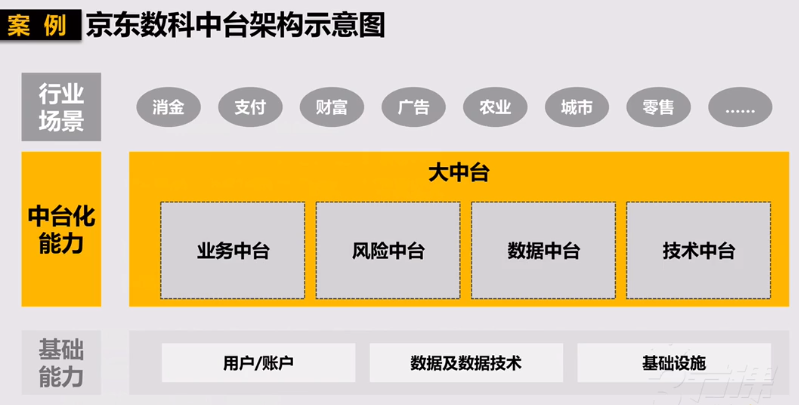 案 例 京东数科中台架构示意图
行业
场景
消金 支付 财富 广告 农业 城市 零售 ......
中台化
能力
大中台
业务中台 风险中台 数据中台 技术中台
基础
能力
用户/账户 数据及数据技术 基础设施